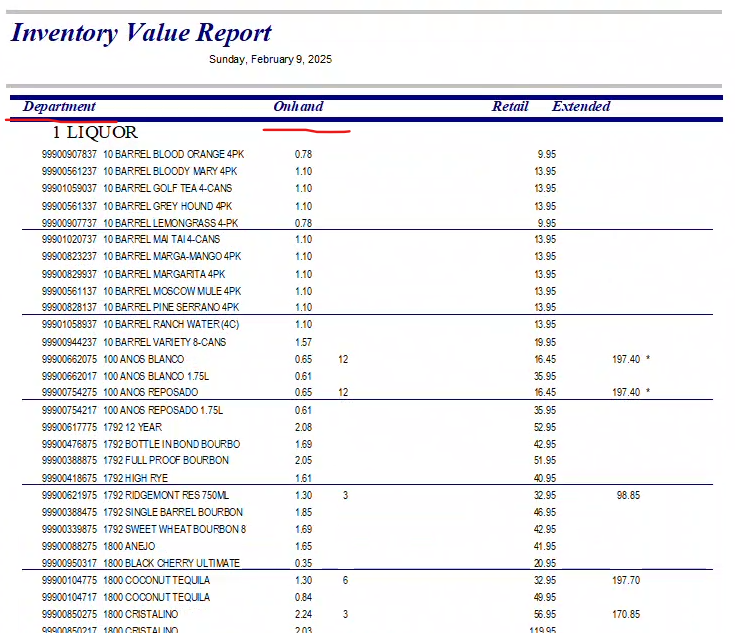 Inventory Value Report
Sunday, February 9, 2025
Department Onhand Retail Extended
1 LIQUOR
99900907837 10 BARREL BLOOD ORANGE 4PK 0.78 9.95
99900561237 10 BARREL BLOODY MARY 4PK 1.10 13.95
99901059037 10 BARREL GOLF TEA 4-CANS 1.10 13.95
99900561337 10 BARREL GREY HOUND 4PK 1.10 13.95
99900907737 10 BARREL LEMONGRASS 4-PK 0.78 9.95
99901020737 10 BARREL MAI TAI 4-CANS 1.10 13.95
99900823237 10 BARREL MARGA-MANGO 4PK 1.10 13.95
99900829937 10 BARREL MARGARITA 4PK 1.10 13.95
99900561137 10 BARREL MOSCOW MULE 4PK 1.10 13.95
99900828137 10 BARREL PINE SERRANO 4PK 1.10 13.95
99901058937 10 BARREL RANCH WATER (4C) 1.10 13.95
99900944237 10 BARREL VARIETY 8-CANS 1.57 19.95
99900662075 100 ANOS BLANCO 0.65 12 16.45 197.40 *
99900662017 100 ANOS BLANCO 1.75L 0.61 35.95
99900754275 100 ANOS REPOSADO 0.65 12 16.45 197.40 *
99900754217 100 ANOS REPOSADO 1.75L 0.61 35.95
99900617775 1792 12 YEAR 2.08 52.95
99900476875 1792 BOTTLE IN BOND BOURBO 1.69 42.95
99900388875 1792 FULL PROOF BOURBON 2.05 51.95
99900418675 1792 HIGH RYE 1.61 40.95
99900621975 1792 RIDGEMONT RES 750ML 1.30 3 32.95 98.85
99900388475 1792 SINGLE BARREL BOURBON 1.85 46.95
99900339875 1792 SWEET WHEAT BOURBON 8 1.69 42.95
99900088275 1800 ANEJO 1.65 41.95
99900950317 1800 BLACK CHERRY ULTIMATE 0.35 20.95
99900104775 1800 COCONUT TEQUILA 1.30 6 32.95 197.70
99900104717 1800 COCONUT TEQUILA 0.84 49.95
99900850275 1800 CRISTALINO 2.24 3 56.95 170.85
99900850217 1800 CRISTALINO 2.03 119.95